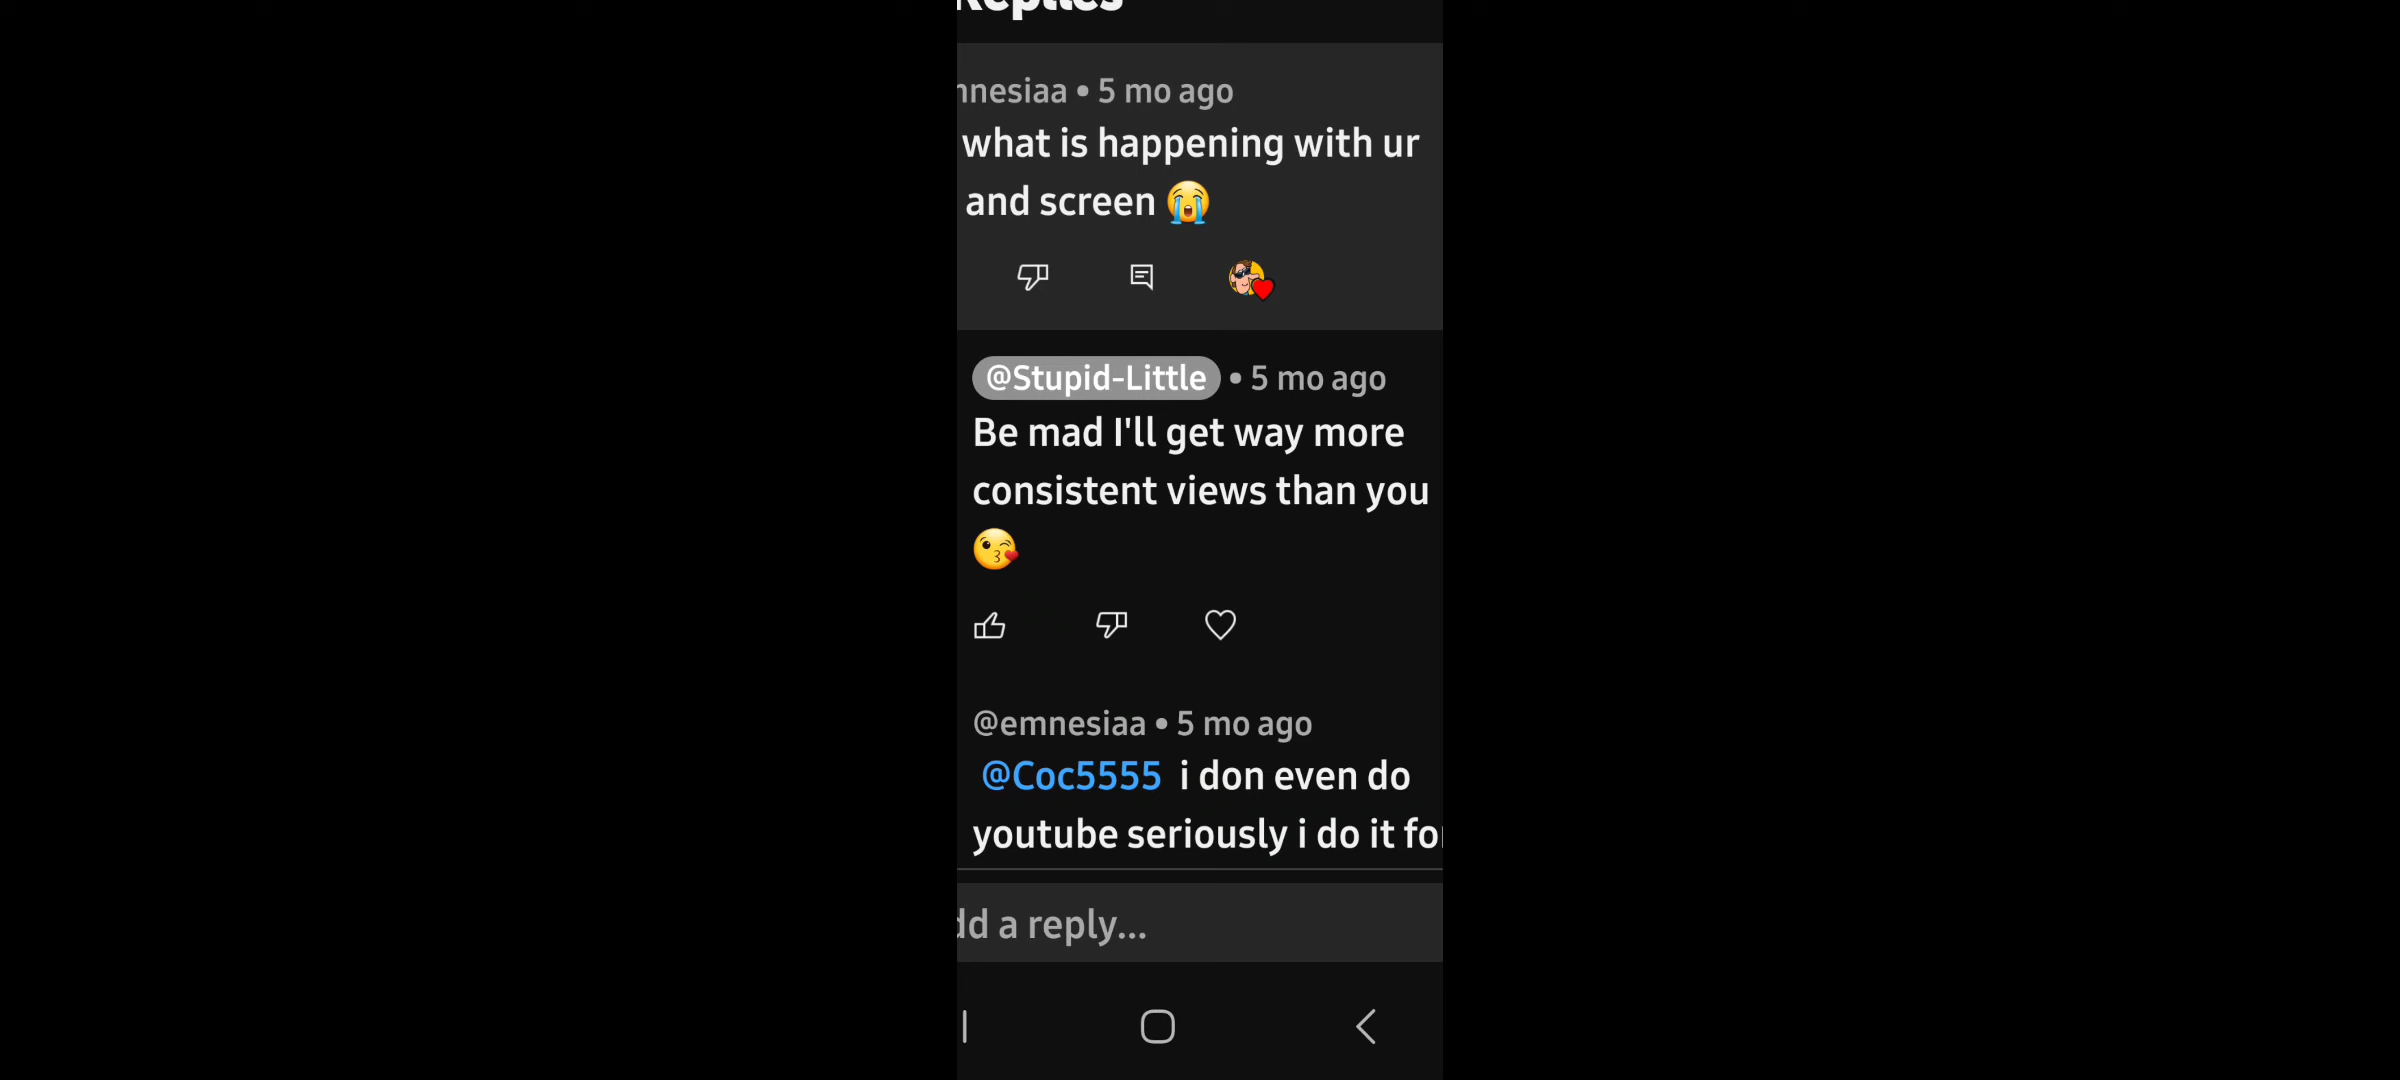 Replies
nnesiaa • 5 mo ago
what is happening with ur
and screen 😭
@Stupid-Little • 5 mo ago
Be mad I'll get way more
consistent views than you
😘
@emnesiaa • 5 mo ago
@Coc5555 i don even do
youtube seriously i do it for
dd a reply...